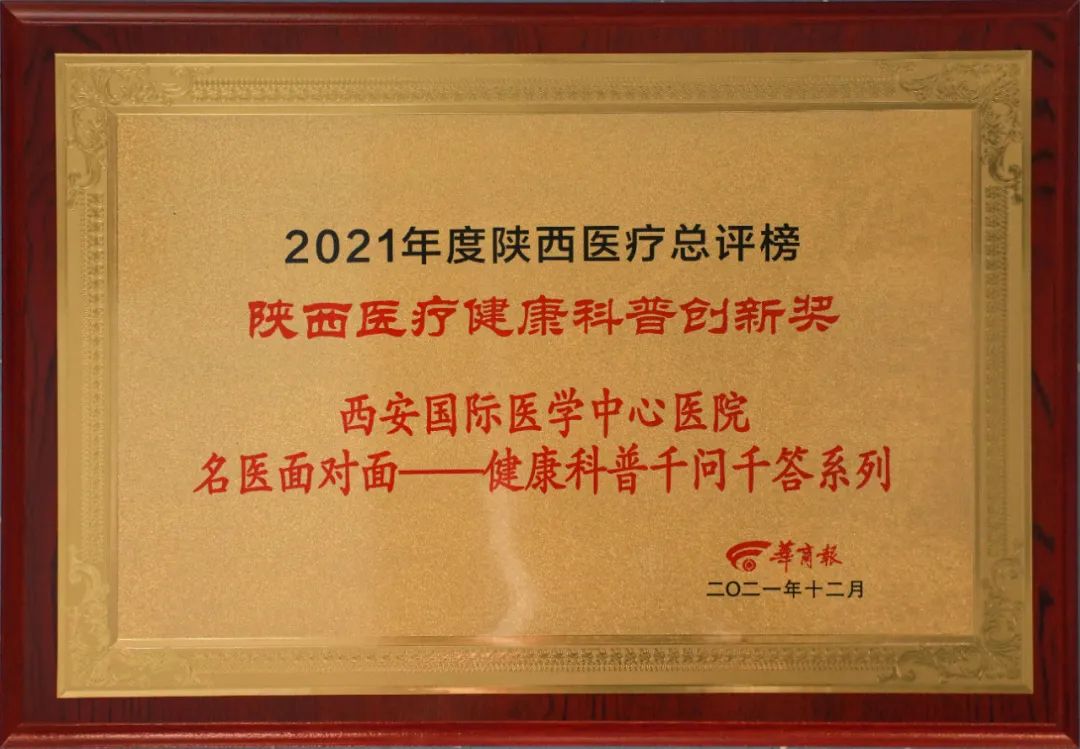 2021年度陕西医疗总评榜
陕西医疗健康科普创新奖
西安国际医学中心医院
名医面对面——健康科普千问千答系列
華商報
二〇二一年十二月